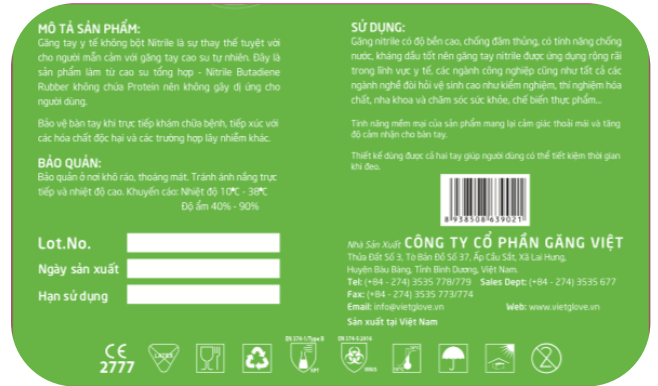 MÔ TẢ SẢN PHẨM:
Găng tay y tế không bột Nitrile là sự thay thế tuyệt vời
cho người mẫn cảm với găng tay cao su tự nhiên. Đây là
sản phẩm làm từ cao su tổng hợp - Nitrile Butadiene
Rubber không chứa Protein nên không gây dị ứng cho
người dùng.
Bảo vệ bàn tay khi trực tiếp khám chữa bệnh, tiếp xúc với
các hóa chất độc hại và các trường hợp lây nhiễm khác.
BẢO QUẢN:
Bảo quản ở nơi khô ráo, thoáng mát. Tránh ánh nắng trực
tiếp và nhiệt độ cao. Khuyến cáo: Nhiệt độ 10°C - 38°C
Độ ẩm 40% - 90%
Lot.No.
Ngày sản xuất
Hạn sử dụng
SỬ DỤNG:
Găng nitrile có độ bền cao, chống đâm thủng, có tính năng chống
nước, kháng dầu tốt nên găng tay nitrile được ứng dụng rộng rãi
trong lĩnh vực y tế, các ngành công nghiệp cũng như tất cả các
ngành nghề đòi hỏi vệ sinh cao như kiểm nghiệm, thí nghiệm hóa
chất, nha khoa và chăm sóc sức khỏe, chế biến thực phẩm...
Tính năng mềm mại của sản phẩm mang lại cảm giác thoải mái và tăng
độ cảm nhận cho bàn tay.
Thiết kế dùng được cả hai tay giúp người dùng có thể tiết kiệm thời gian
khi đeo.
8 938508 639021
Nhà Sản Xuất CÔNG TY CỔ PHẦN GĂNG VIỆT
Thửa Đất Số 3, Tờ Bản Đồ Số 37, Ấp Cầu Sắt, Xã Lai Hưng,
Huyện Bàu Bàng, Tỉnh Bình Dương, Việt Nam.
Tel: (+84 - 274) 3535 778/779 Sales Dept: (+84 - 274) 3535 677
Fax: (+84 - 274) 3535 773/774
Email: info@vietglove.vn Web: www.vietglove.vn
Sản xuất tại Việt Nam
CE
2777
LATEX
EN 374-1/Type B
JPT
EN 374-5:2016
VIRUS
2